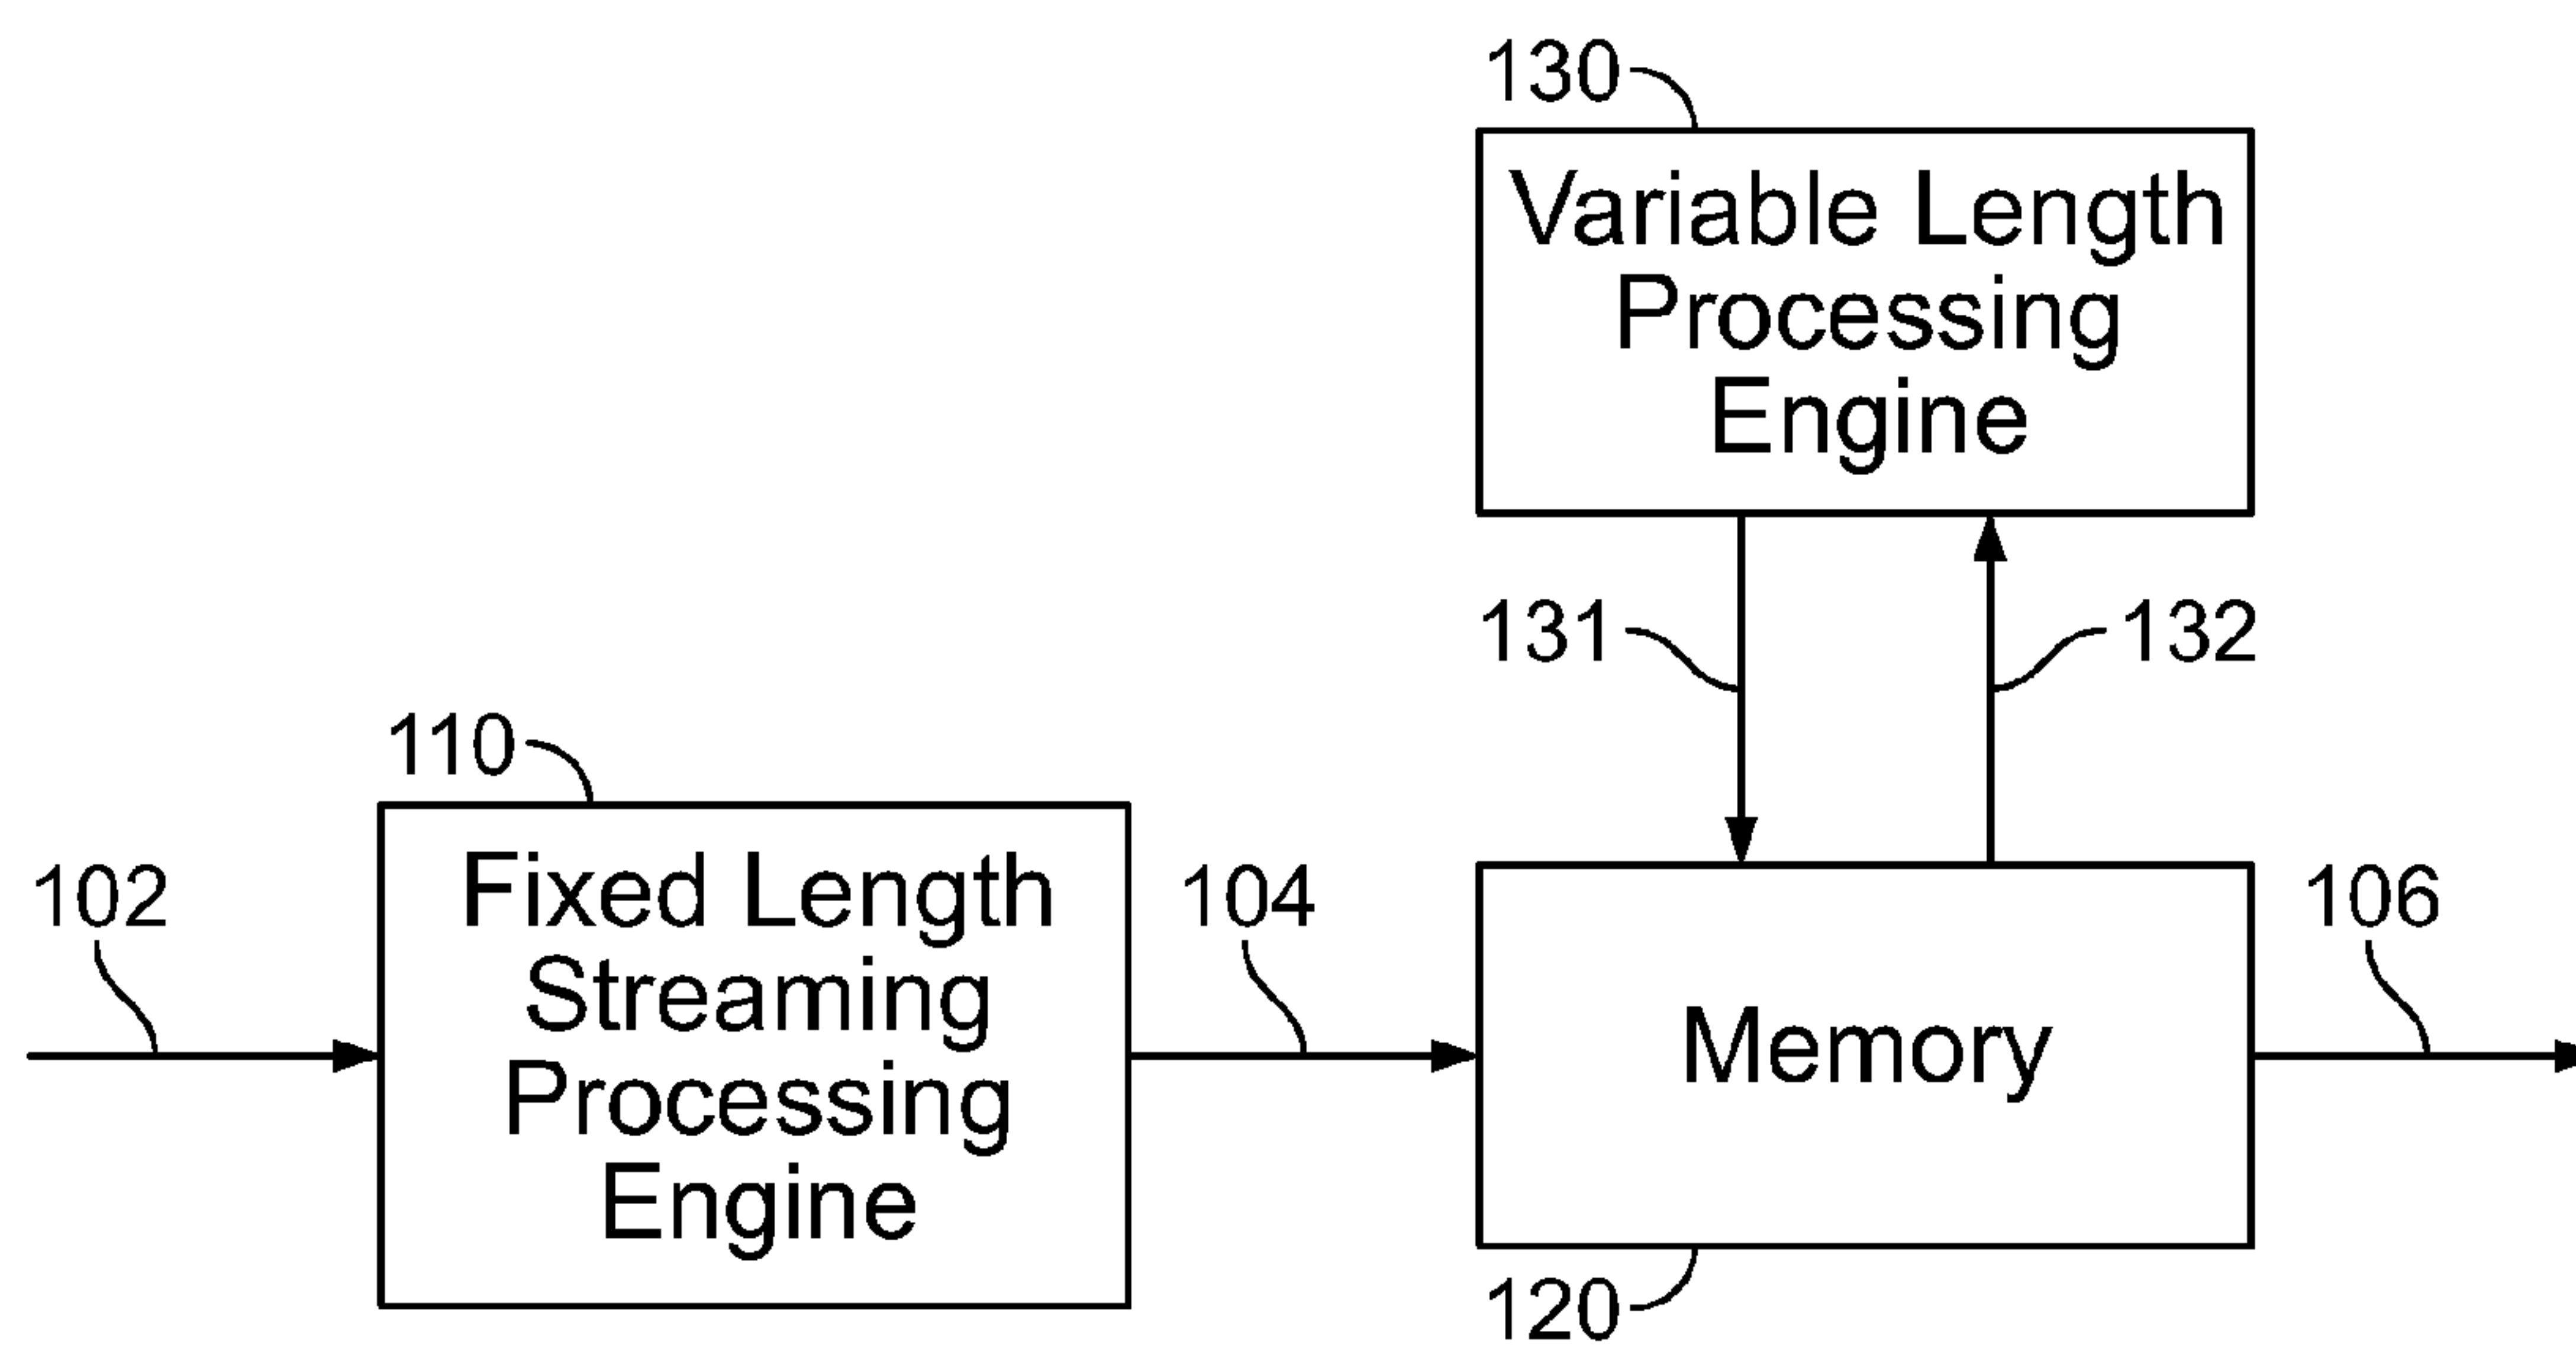 130
Variable Length
Processing
Engine
131
132
110
Fixed Length
Streaming
Processing
Engine
102
104
Memory
106
120